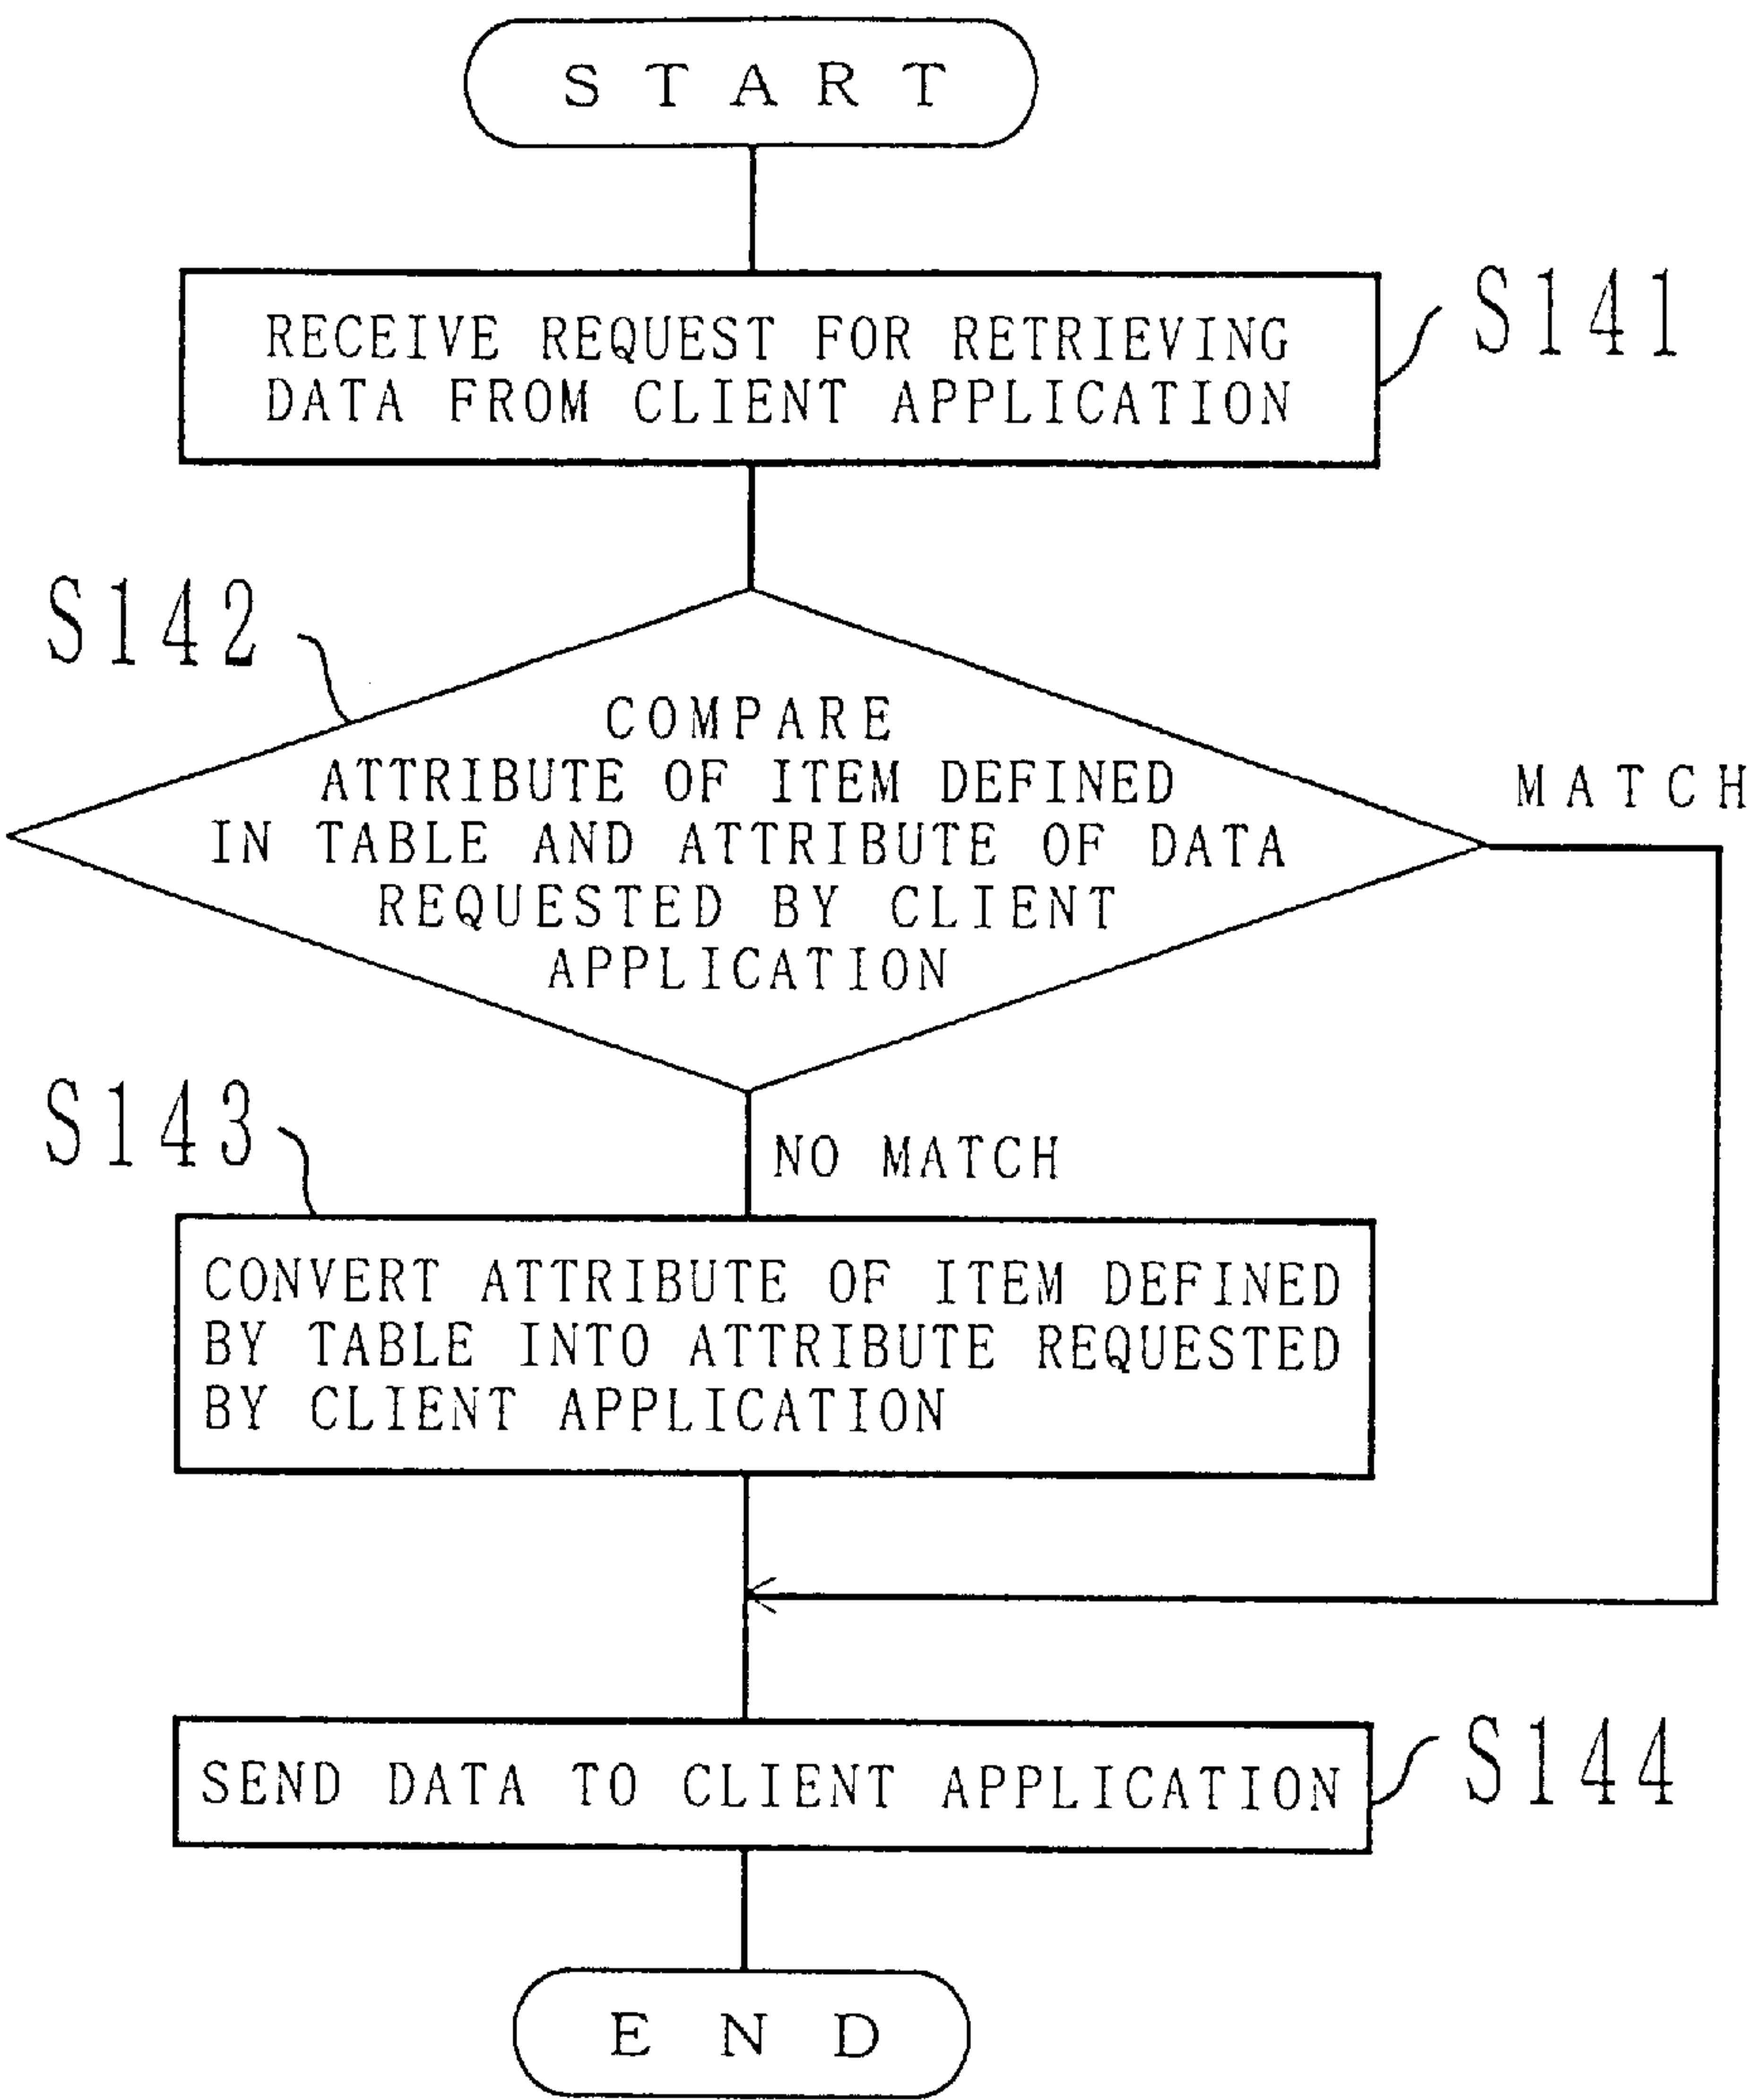 START
RECEIVE REQUEST FOR RETRIEVING
DATA FROM CLIENT APPLICATION
S141
S142
COMPARE
ATTRIBUTE OF ITEM DEFINED
IN TABLE AND ATTRIBUTE OF DATA
REQUESTED BY CLIENT
APPLICATION
MATCH
NO MATCH
S143
CONVERT ATTRIBUTE OF ITEM DEFINED
BY TABLE INTO ATTRIBUTE REQUESTED
BY CLIENT APPLICATION
SEND DATA TO CLIENT APPLICATION
S144
END